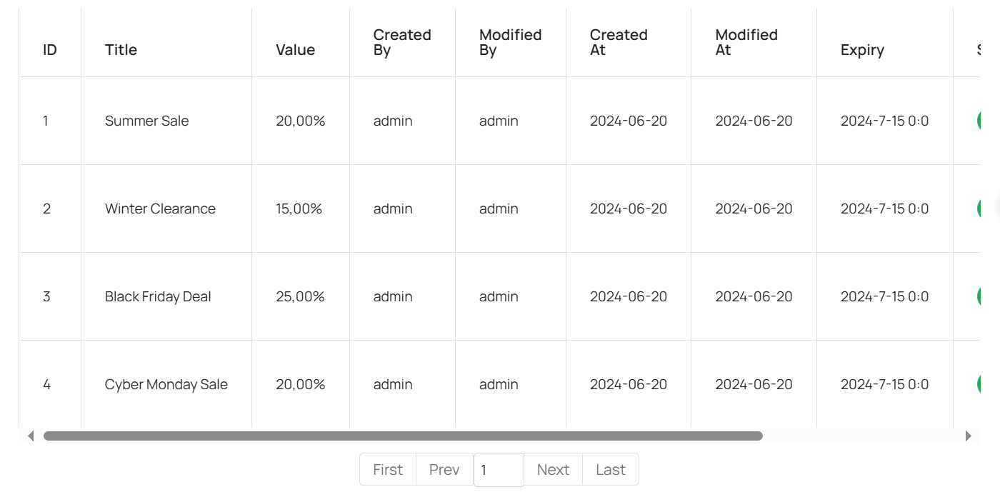 ID Title Value Created By Modified By Created At Modified At Expiry
1 Summer Sale 20,00% admin admin 2024-06-20 2024-06-20 2024-7-15 0:0
2 Winter Clearance 15,00% admin admin 2024-06-20 2024-06-20 2024-7-15 0:0
3 Black Friday Deal 25,00% admin admin 2024-06-20 2024-06-20 2024-7-15 0:0
4 Cyber Monday Sale 20,00% admin admin 2024-06-20 2024-06-20 2024-7-15 0:0
First Prev 1 Next Last